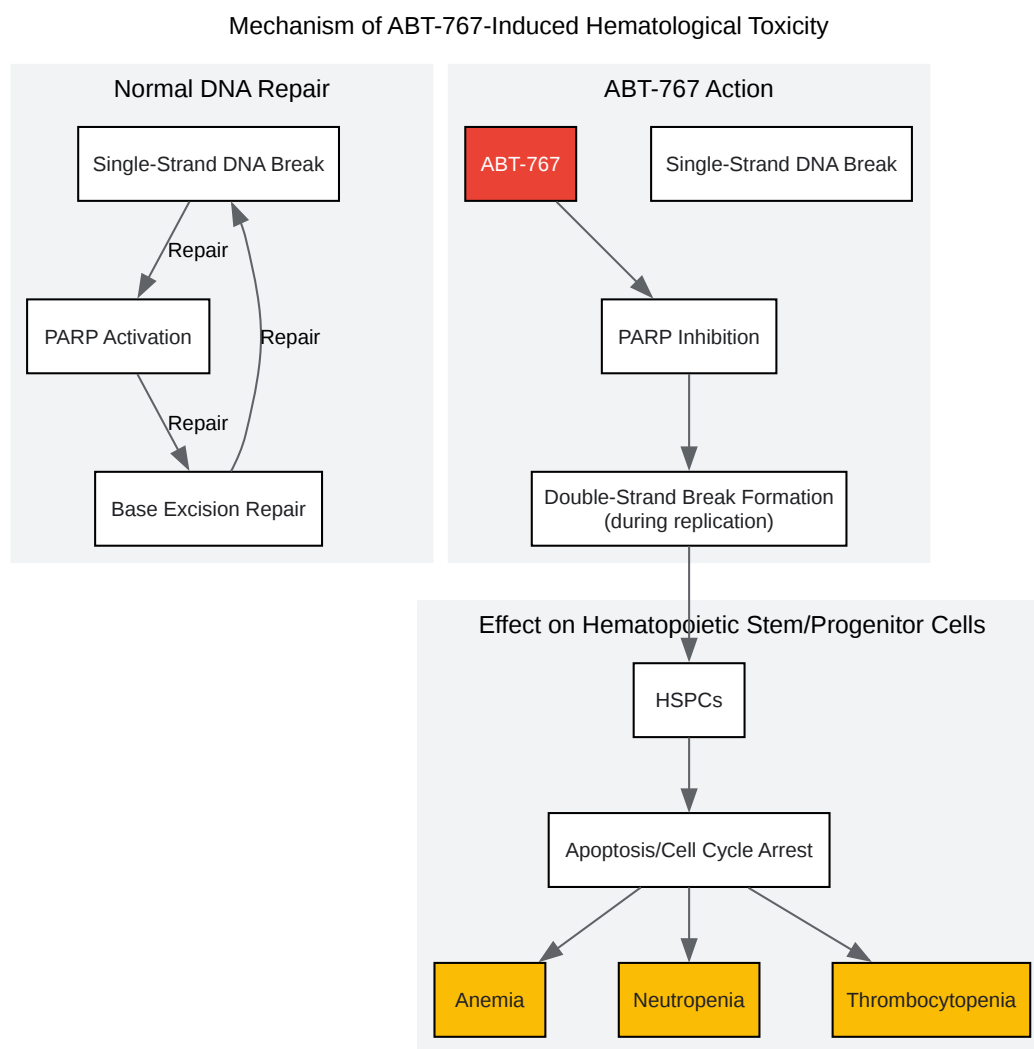 Mechanism of ABT-767-Induced Hematological Toxicity
Normal DNA Repair
Single-Strand DNA Break
Repair
PARP Activation
Repair
Repair
Base Excision Repair
ABT-767 Action
ABT-767
Single-Strand DNA Break
PARP Inhibition
Double-Strand Break Formation
(during replication)
Effect on Hematopoietic Stem/Progenitor Cells
HSPCs
Apoptosis/Cell Cycle Arrest
Anemia
Neutropenia
Thrombocytopenia